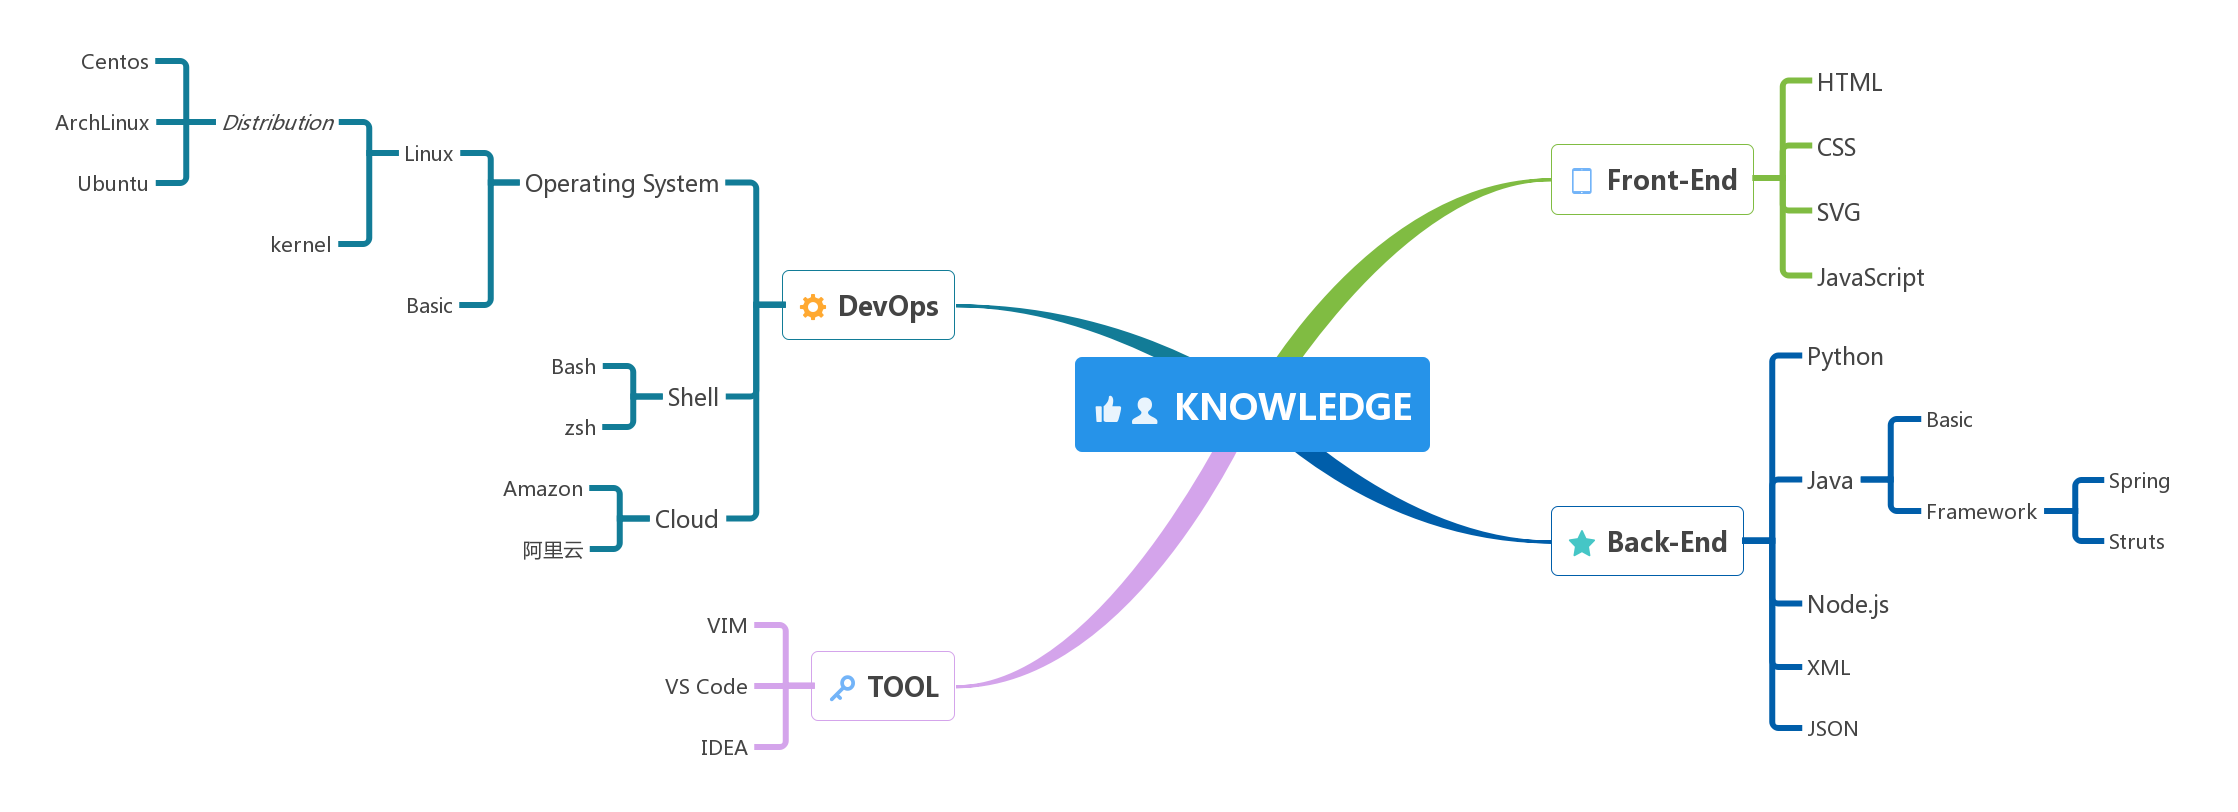 KNOWLEDGE
Front-End
HTML
CSS
SVG
JavaScript
Back-End
Python
Java
Basic
Framework
Spring
Struts
Node.js
XML
JSON
DevOps
Operating System
Linux
Distribution
Centos
ArchLinux
Ubuntu
kernel
Basic
Shell
Bash
zsh
Cloud
Amazon
阿里云
TOOL
VIM
VS Code
IDEA